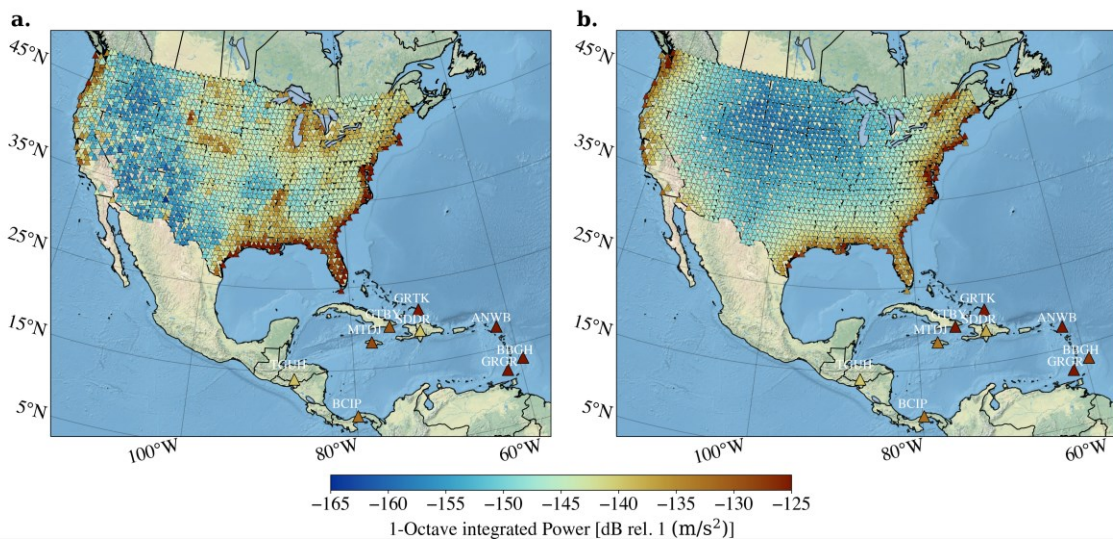 a.
45°N
35°N
25°N
15°N
5°N
100°W
80°W
60°W
GRTK
GTBY
SDDR
MTDJ
ANWB
BBGH
GRGR
TGUH
BCIP
b.
45°N
35°N
25°N
15°N
5°N
100°W
80°W
60°W
GRTK
GTBY
SDDR
MTDJ
ANWB
BBGH
GRGR
TGUH
BCIP
−165 −160 −155 −150 −145 −140 −135 −130 −125
1-Octave integrated Power [dB rel. 1 (m/s²)]